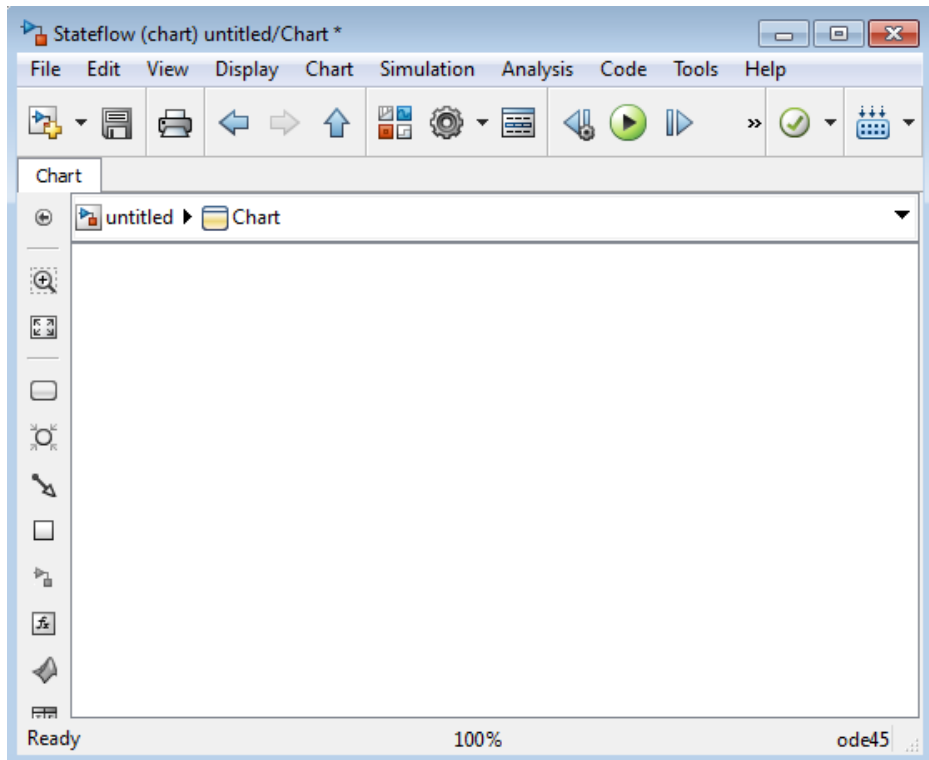 Stateflow (chart) untitled/Chart *
File Edit View Display Chart Simulation Analysis Code Tools Help
»
Chart
untitled Chart
fx
Ready 100% ode45